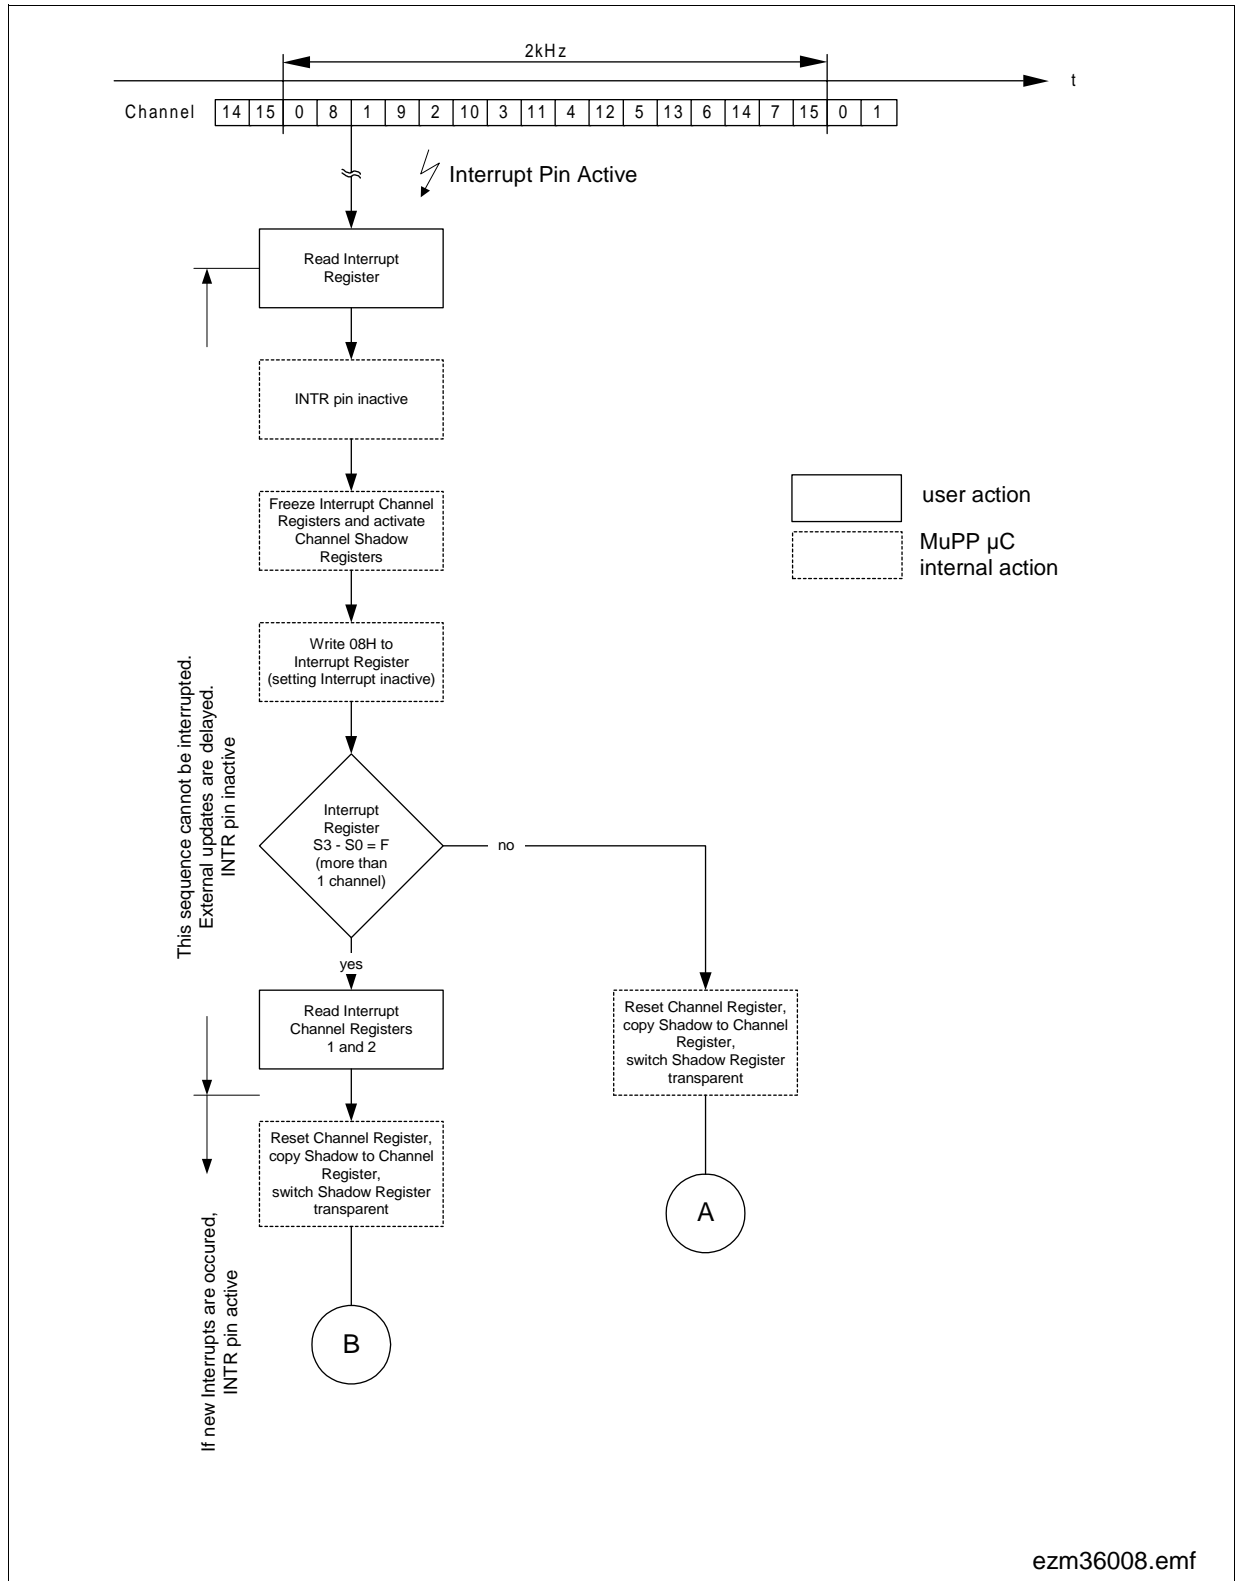 2kHz
t
Channel 14 15 0 8 1 9 2 10 3 11 4 12 5 13 6 14 7 15 0 1
Interrupt Pin Active
Read Interrupt
Register
INTR pin inactive
Freeze Interrupt Channel
Registers and activate
Channel Shadow
Registers
user action
MuPP µC
internal action
Write 08H to
Interrupt Register
(setting Interrupt inactive)
This sequence cannot be interrupted.
External updates are delayed.
INTR pin inactive
Interrupt
Register
S3 - S0 = F
(more than
1 channel)
no
yes
Read Interrupt
Channel Registers
1 and 2
Reset Channel Register,
copy Shadow to Channel
Register,
switch Shadow Register
transparent
Reset Channel Register,
copy Shadow to Channel
Register,
switch Shadow Register
transparent
A
If new Interrupts are occured,
INTR pin active
B
ezm36008.emf